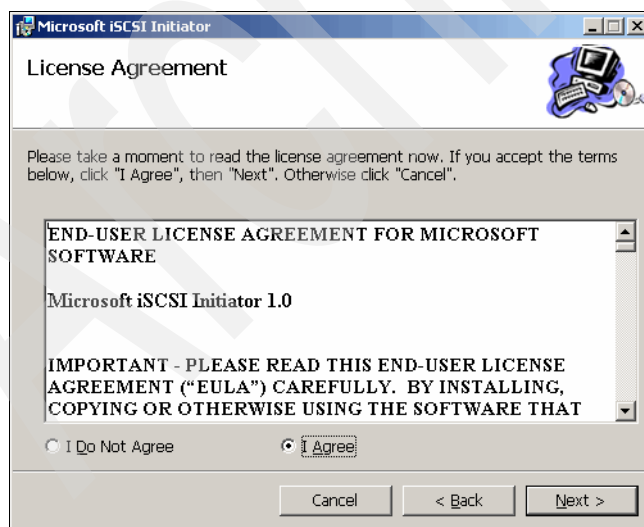 Microsoft iSCSI Initiator
License Agreement
Please take a moment to read the license agreement now. If you accept the terms
below, click "I Agree", then "Next". Otherwise click "Cancel".
END-USER LICENSE AGREEMENT FOR MICROSOFT
SOFTWARE
Microsoft iSCSI Initiator 1.0
IMPORTANT - PLEASE READ THIS END-USER LICENSE
AGREEMENT (“EULA”) CAREFULLY. BY INSTALLING,
COPYING OR OTHERWISE USING THE SOFTWARE THAT
I Do Not Agree I Agree
Cancel < Back Next >